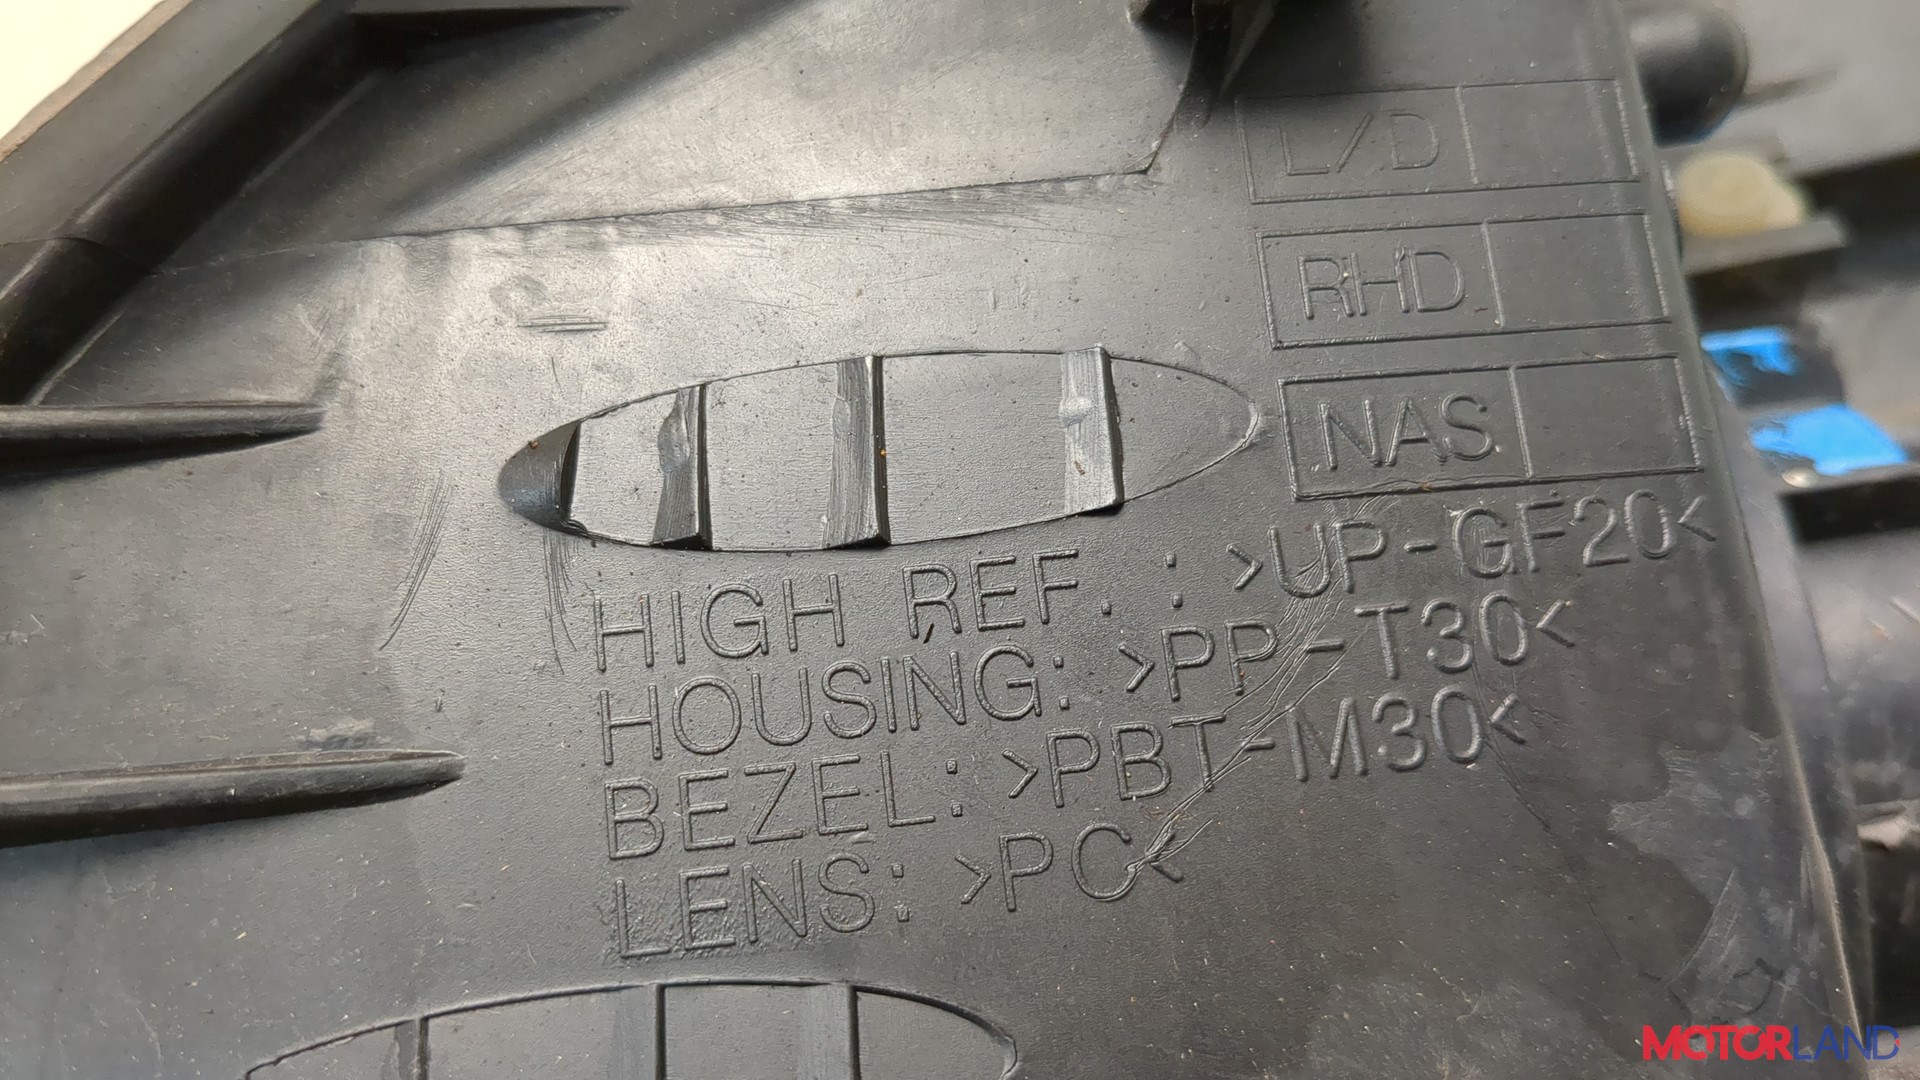 L/D
RHD
NAS
HIGH REF. : >UP-GF20<
HOUSING: >PP-T30<
BEZEL: >PBT-M30<
LENS: >PC<
MOTORLAND